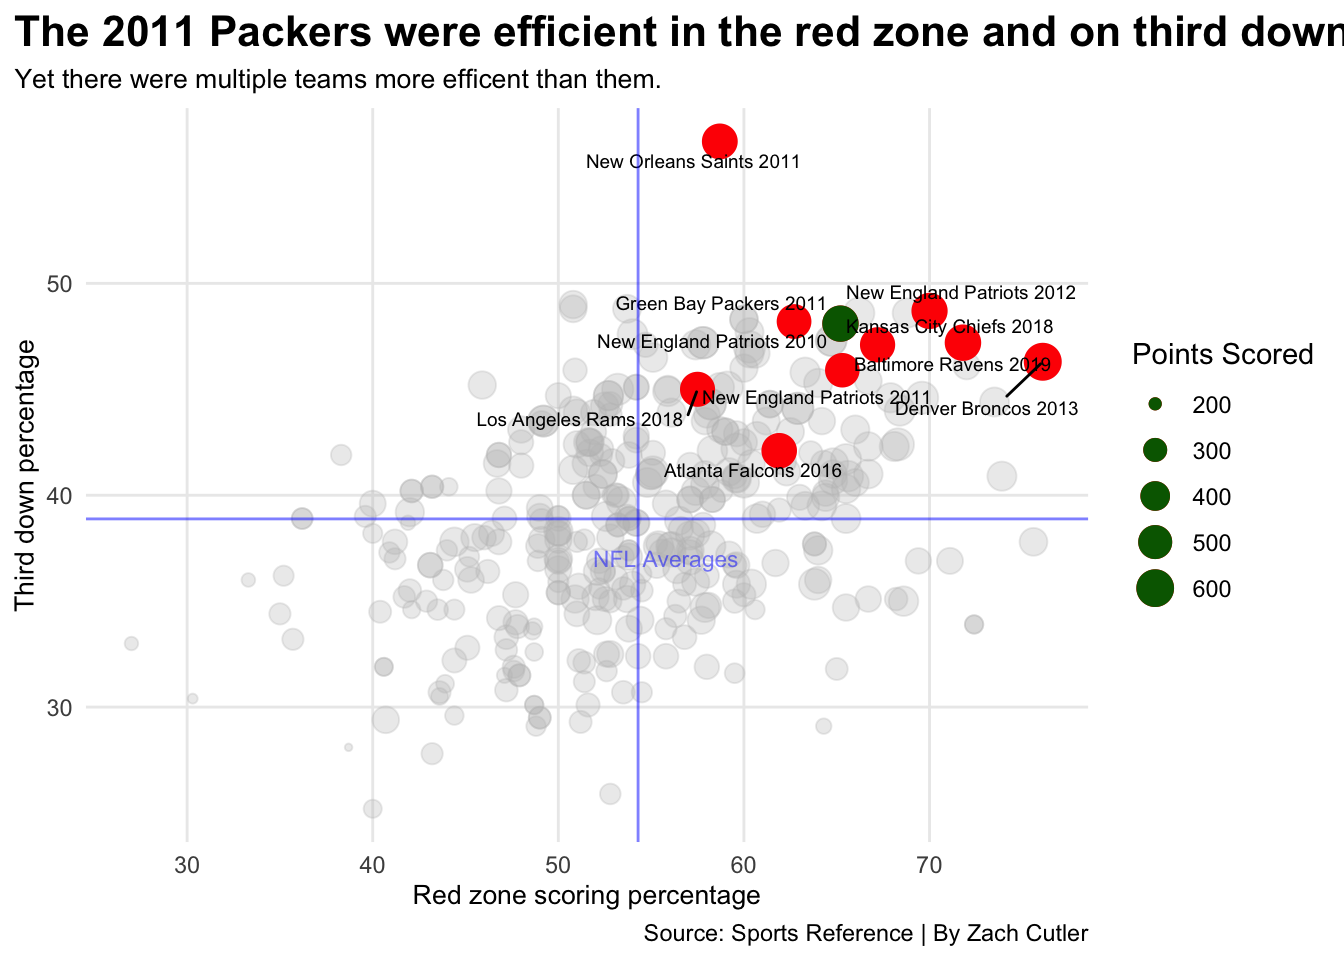 The 2011 Packers were efficient in the red zone and on third down
Yet there were multiple teams more efficent than them.
New Orleans Saints 2011
New England Patriots 2012
Green Bay Packers 2011
Kansas City Chiefs 2018
New England Patriots 2010
Baltimore Ravens 2019
New England Patriots 2011
Denver Broncos 2013
Los Angeles Rams 2018
Atlanta Falcons 2016
NFL Averages
50
40
30
Third down percentage
30 40 50 60 70
Red zone scoring percentage
Points Scored
200
300
400
500
600
Source: Sports Reference | By Zach Cutler